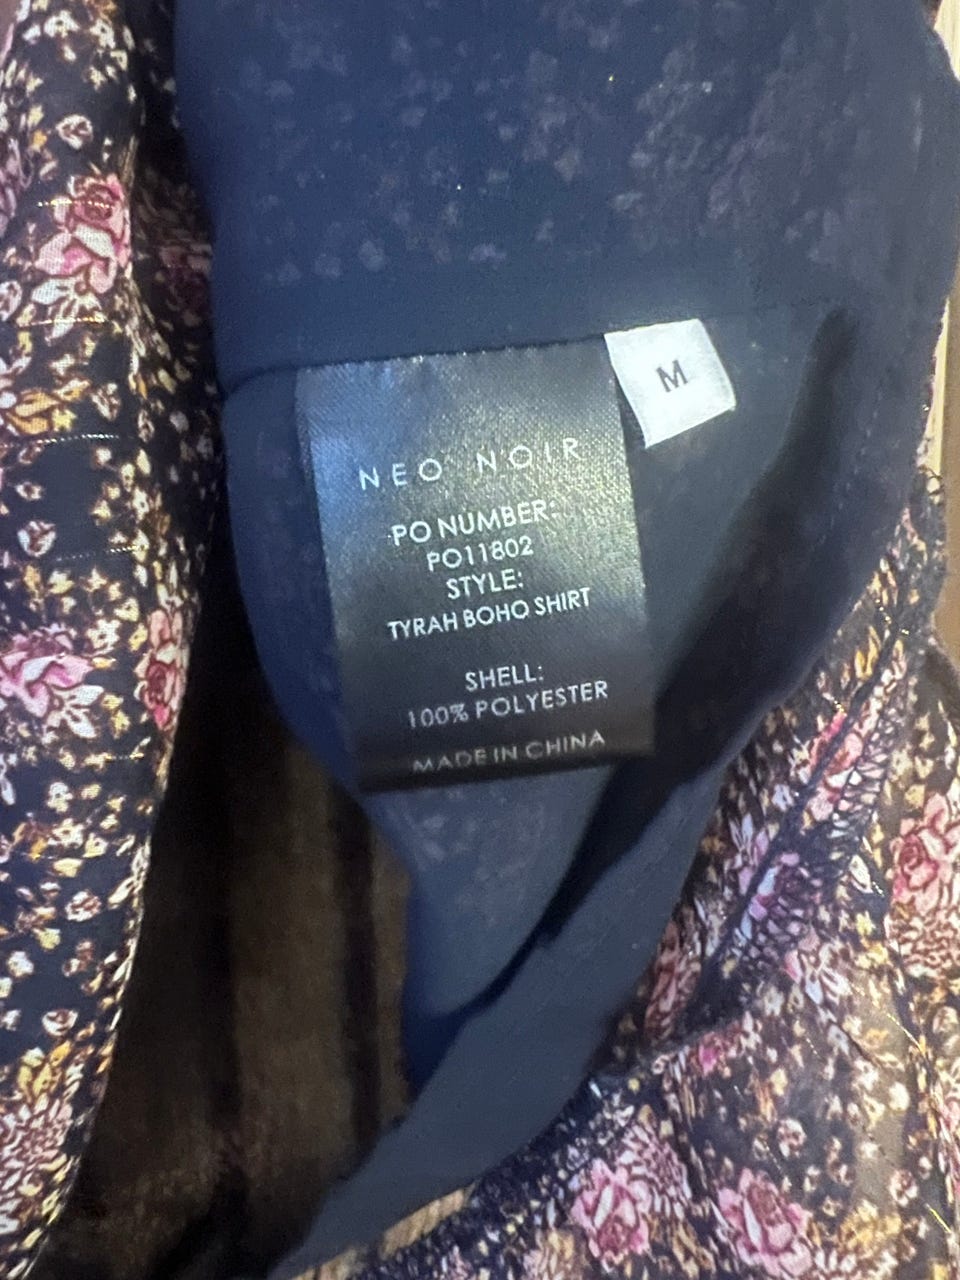 M
NEO NOIR
PO NUMBER:
PO11802
STYLE:
TYRAH BOHO SHIRT
SHELL:
100% POLYESTER
MADE IN CHINA